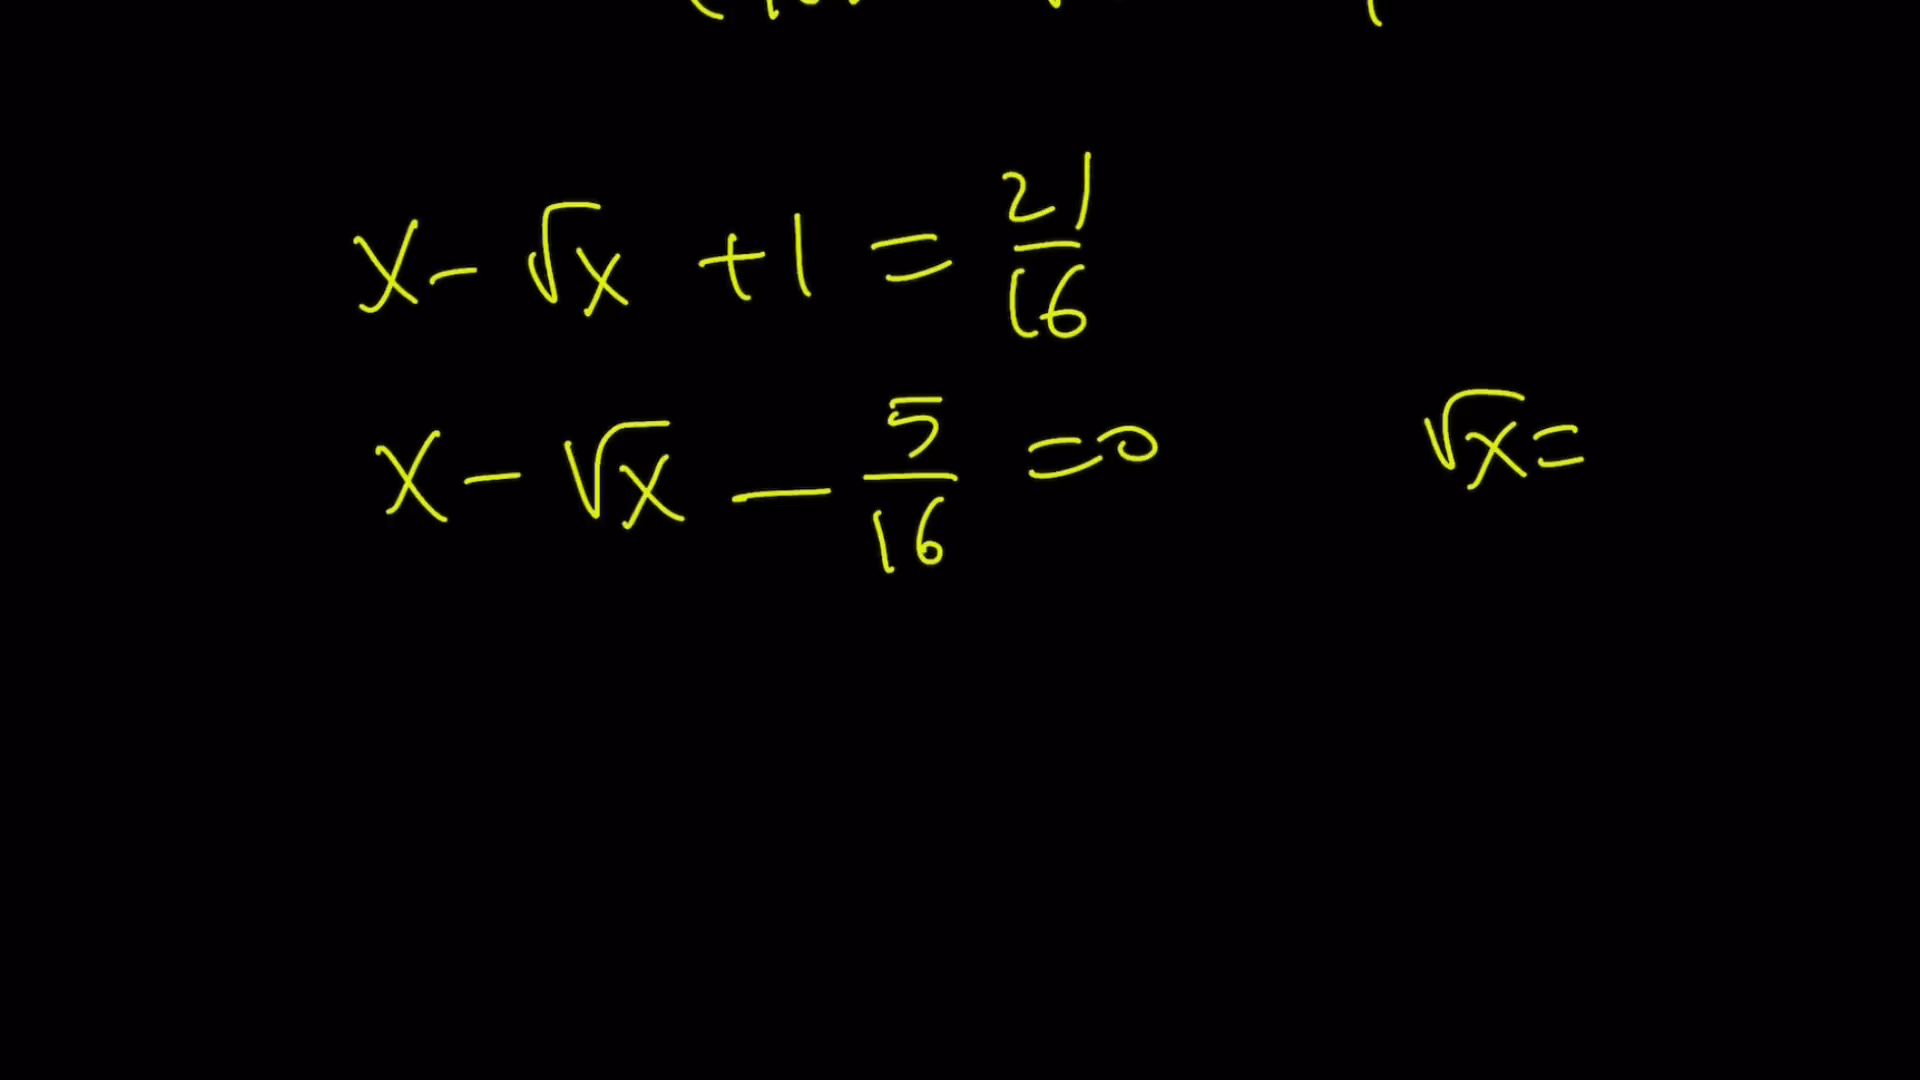 x - √x + 1 = 21/16
x - √x - 5/16 = 0 √x =